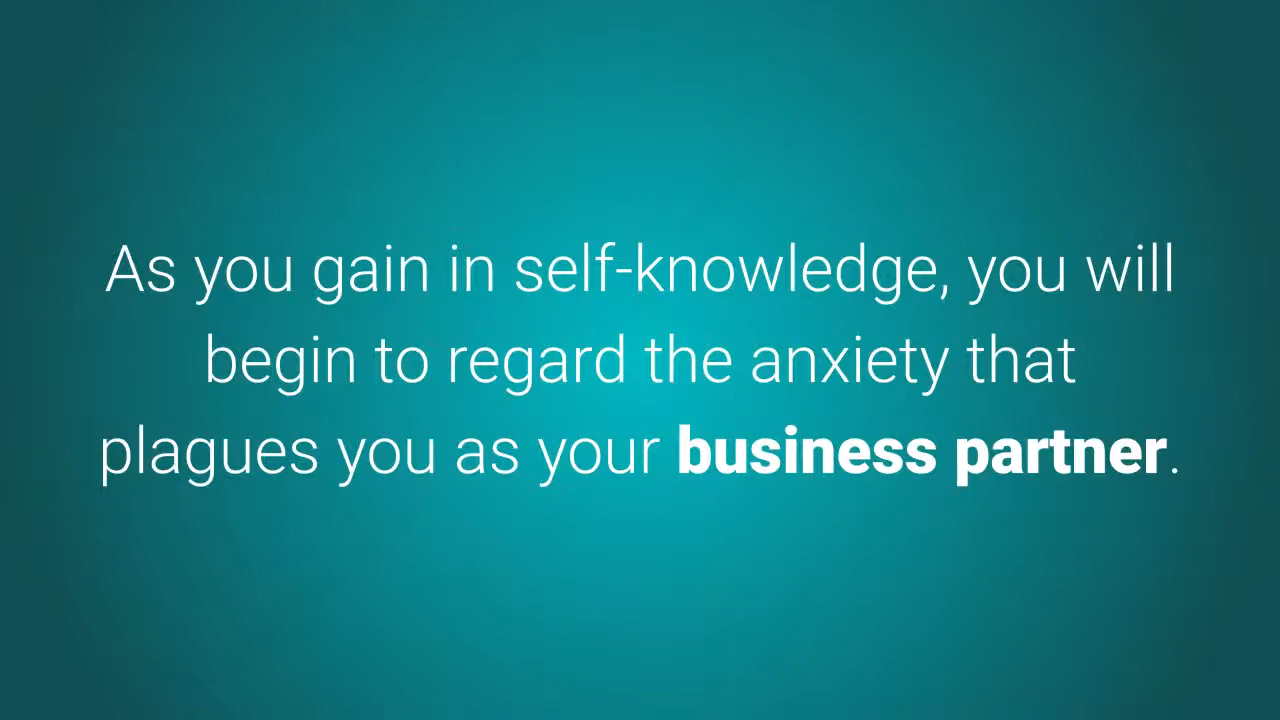 As you gain in self-knowledge, you will
begin to regard the anxiety that
plagues you as your business partner.